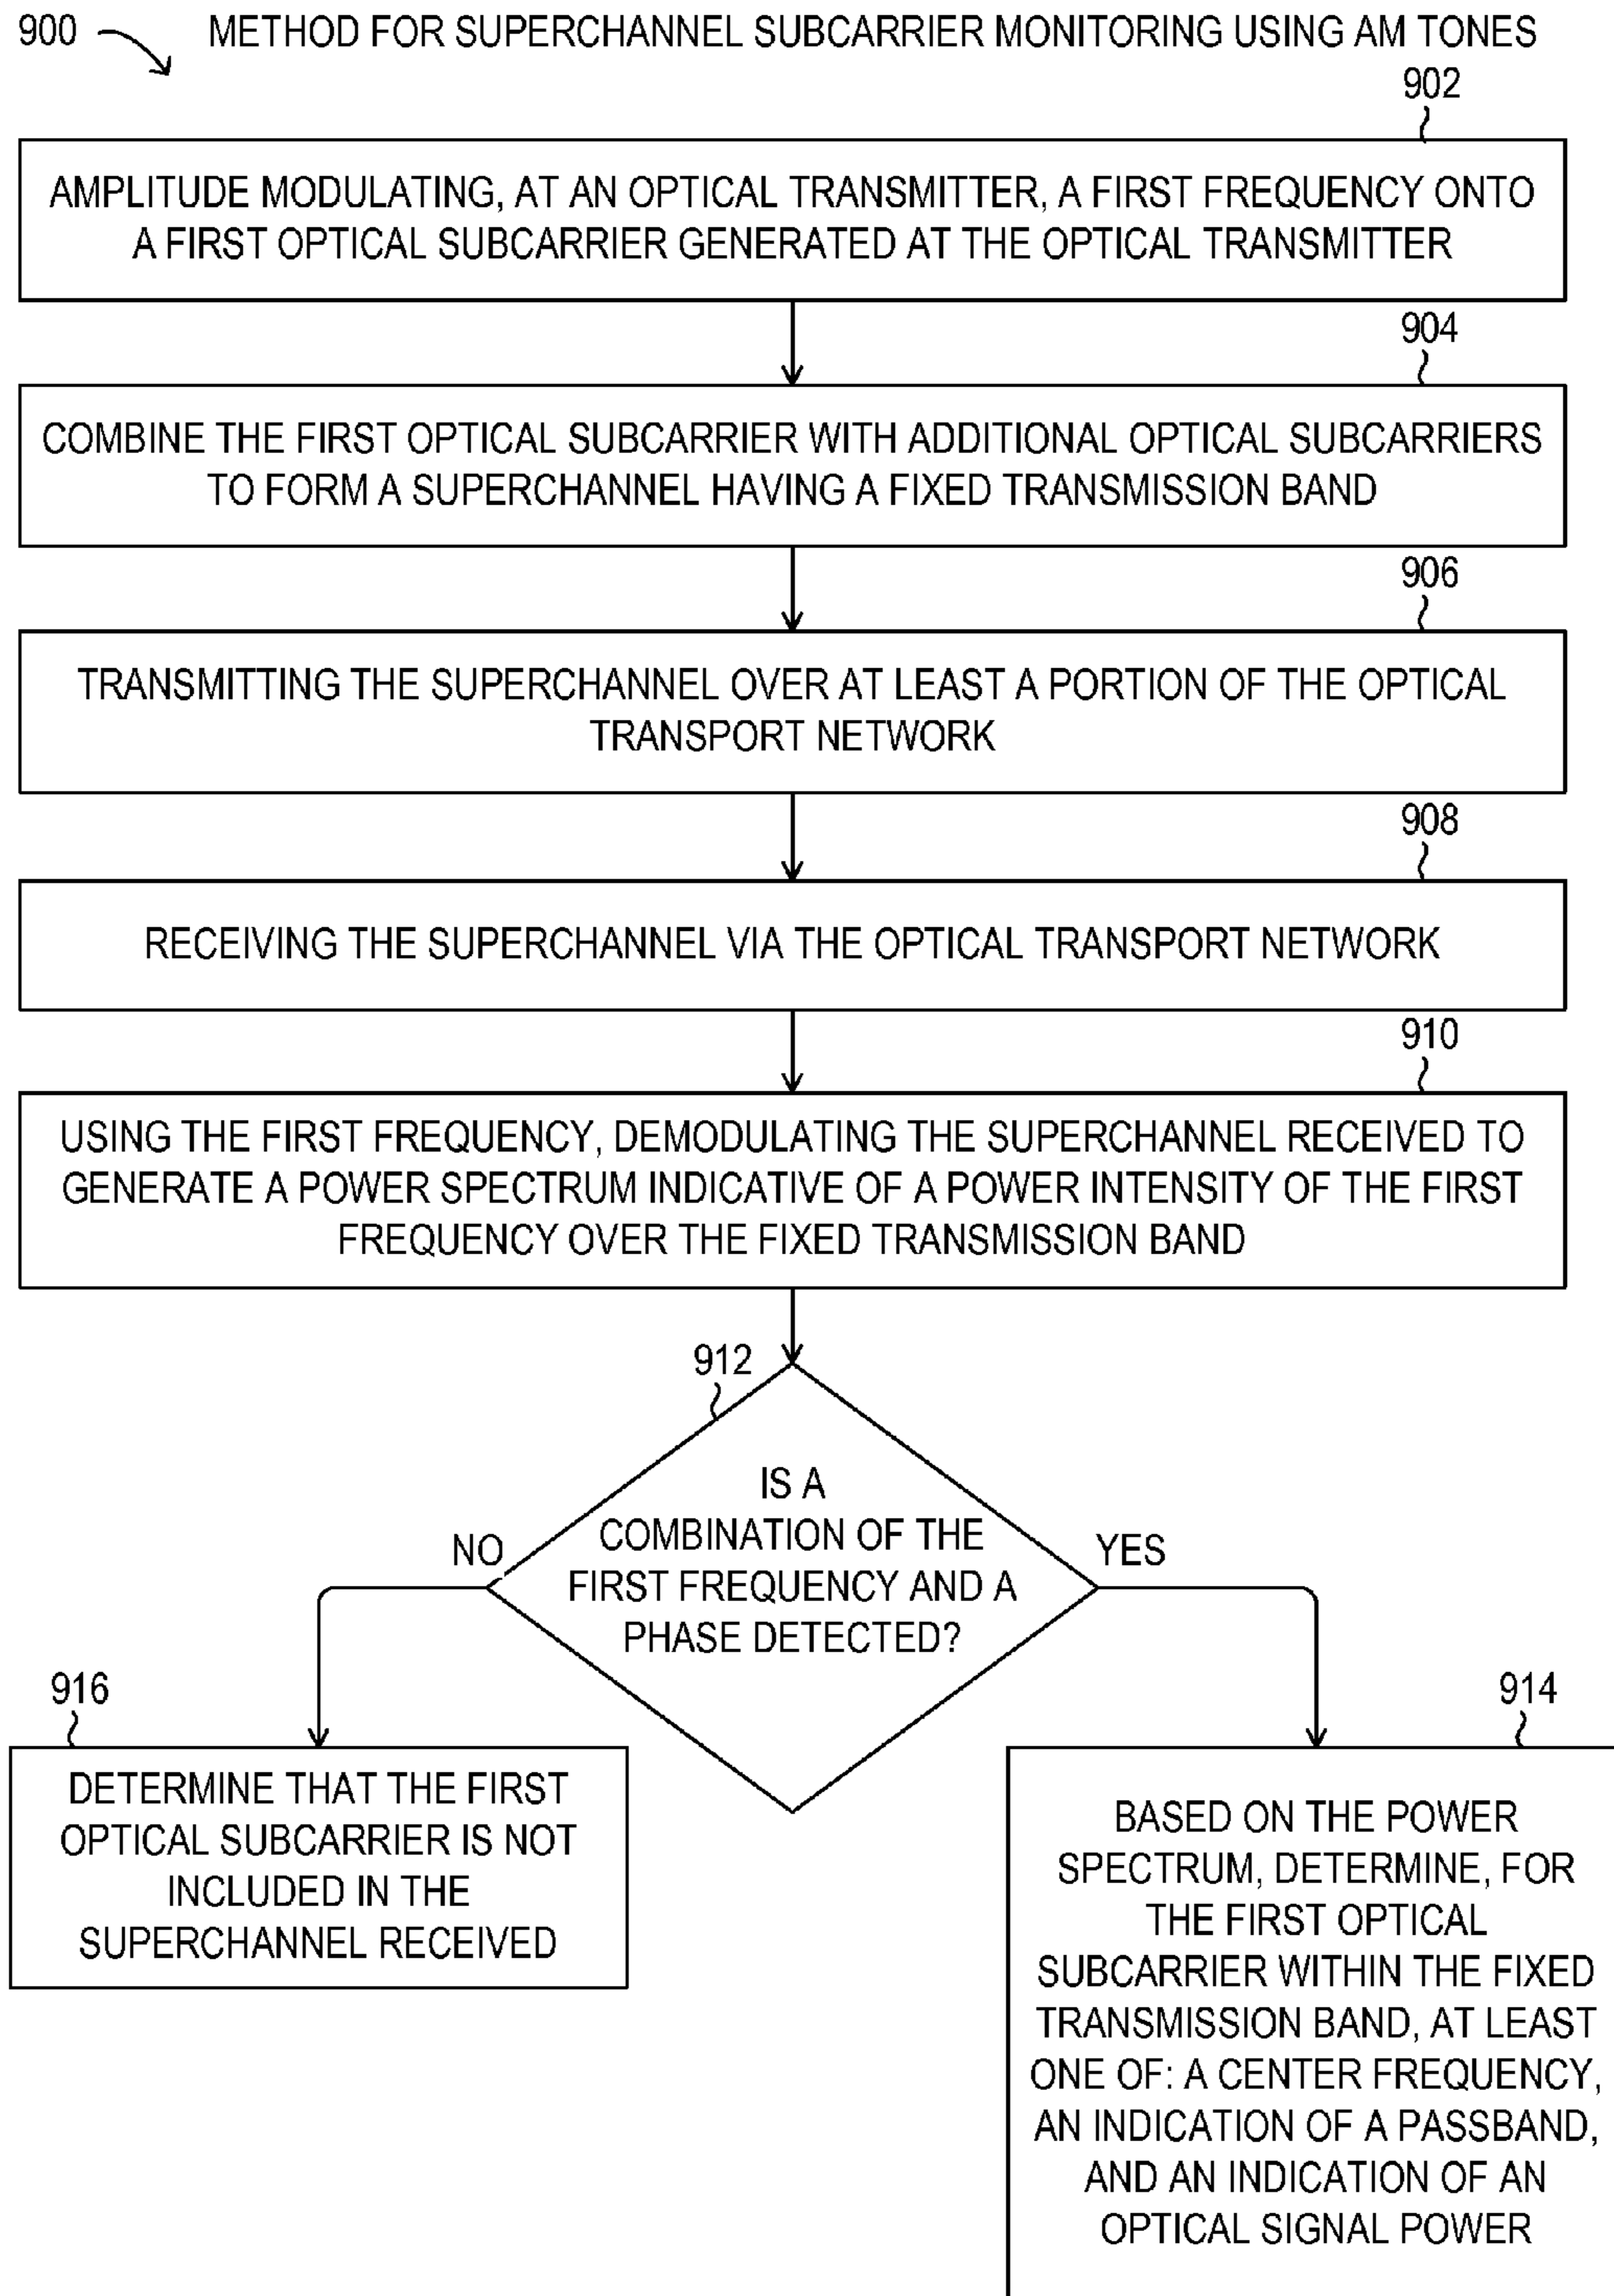 900 METHOD FOR SUPERCHANNEL SUBCARRIER MONITORING USING AM TONES
902
AMPLITUDE MODULATING, AT AN OPTICAL TRANSMITTER, A FIRST FREQUENCY ONTO
A FIRST OPTICAL SUBCARRIER GENERATED AT THE OPTICAL TRANSMITTER
904
COMBINE THE FIRST OPTICAL SUBCARRIER WITH ADDITIONAL OPTICAL SUBCARRIERS
TO FORM A SUPERCHANNEL HAVING A FIXED TRANSMISSION BAND
906
TRANSMITTING THE SUPERCHANNEL OVER AT LEAST A PORTION OF THE OPTICAL
TRANSPORT NETWORK
908
RECEIVING THE SUPERCHANNEL VIA THE OPTICAL TRANSPORT NETWORK
910
USING THE FIRST FREQUENCY, DEMODULATING THE SUPERCHANNEL RECEIVED TO
GENERATE A POWER SPECTRUM INDICATIVE OF A POWER INTENSITY OF THE FIRST
FREQUENCY OVER THE FIXED TRANSMISSION BAND
912
IS A
COMBINATION OF THE
FIRST FREQUENCY AND A
PHASE DETECTED?
NO
YES
916
DETERMINE THAT THE FIRST
OPTICAL SUBCARRIER IS NOT
INCLUDED IN THE
SUPERCHANNEL RECEIVED
914
BASED ON THE POWER
SPECTRUM, DETERMINE, FOR
THE FIRST OPTICAL
SUBCARRIER WITHIN THE FIXED
TRANSMISSION BAND, AT LEAST
ONE OF: A CENTER FREQUENCY,
AN INDICATION OF A PASSBAND,
AND AN INDICATION OF AN
OPTICAL SIGNAL POWER